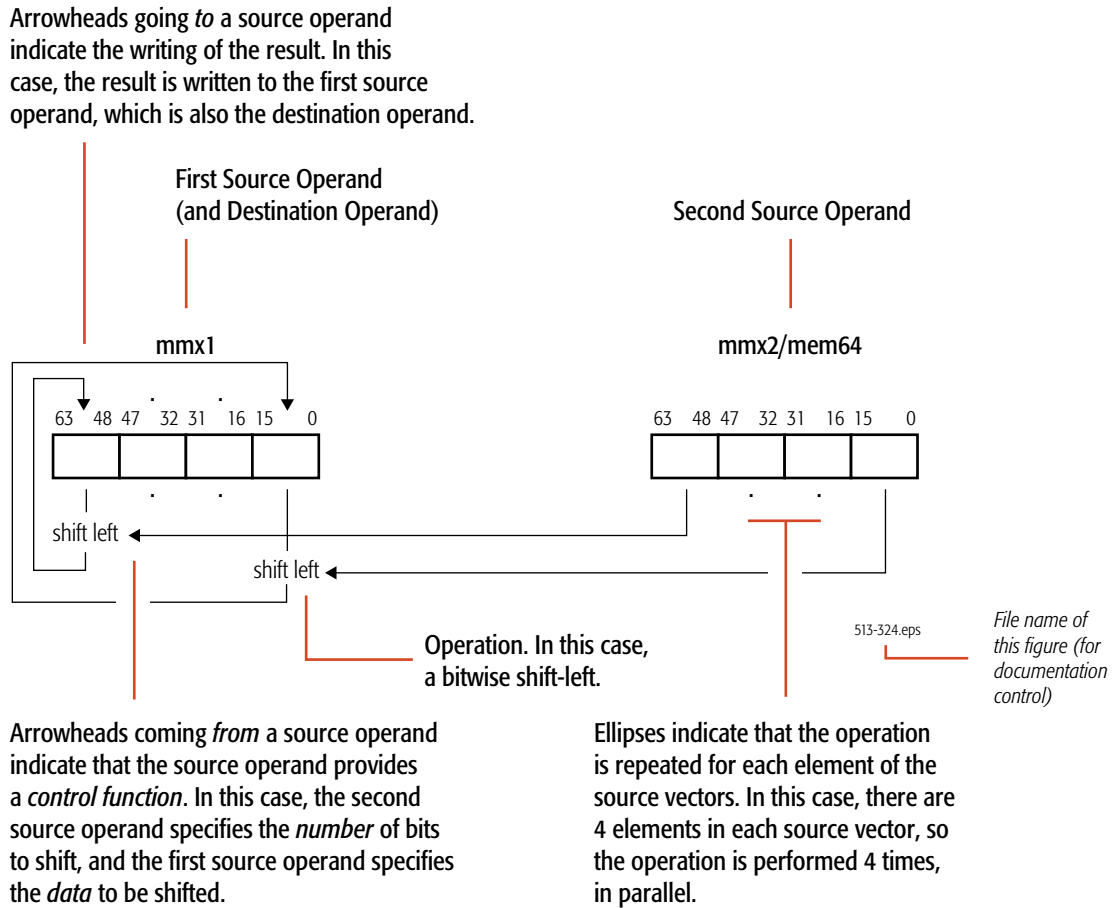 Arrowheads going to a source operand
indicate the writing of the result. In this
case, the result is written to the first source
operand, which is also the destination operand.
First Source Operand
(and Destination Operand)
Second Source Operand
mmx1
mmx2/mem64
. .
63 48 47 32 31 16 15 0
63 48 47 32 31 16 15 0
. .
. .
shift left
shift left
Operation. In this case,
a bitwise shift-left.
513-324.eps
File name of
this figure (for
documentation
control)
Arrowheads coming from a source operand
indicate that the source operand provides
a control function. In this case, the second
source operand specifies the number of bits
to shift, and the first source operand specifies
the data to be shifted.
Ellipses indicate that the operation
is repeated for each element of the
source vectors. In this case, there are
4 elements in each source vector, so
the operation is performed 4 times,
in parallel.